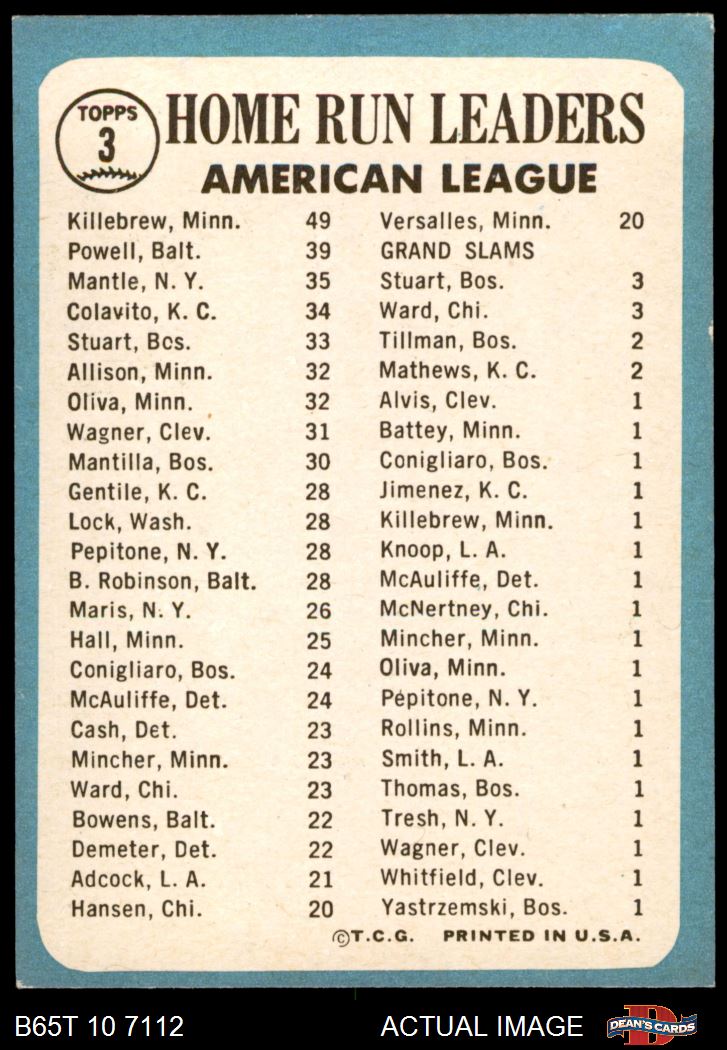 TOPPS
3
HOME RUN LEADERS
AMERICAN LEAGUE
Killebrew, Minn. 49
Powell, Balt. 39
Mantle, N. Y. 35
Colavito, K. C. 34
Stuart, Bos. 33
Allison, Minn. 32
Oliva, Minn. 32
Wagner, Clev. 31
Mantilla, Bos. 30
Gentile, K. C. 28
Lock, Wash. 28
Pepitone, N. Y. 28
B. Robinson, Balt. 28
Maris, N. Y. 26
Hall, Minn. 25
Conigliaro, Bos. 24
McAuliffe, Det. 24
Cash, Det. 23
Mincher, Minn. 23
Ward, Chi. 23
Bowens, Balt. 22
Demeter, Det. 22
Adcock, L. A. 21
Hansen, Chi. 20
Versalles, Minn. 20
GRAND SLAMS
Stuart, Bos. 3
Ward, Chi. 3
Tillman, Bos. 2
Mathews, K. C. 2
Alvis, Clev. 1
Battey, Minn. 1
Conigliaro, Bos. 1
Jimenez, K. C. 1
Killebrew, Minn. 1
Knoop, L. A. 1
McAuliffe, Det. 1
McNertney, Chi. 1
Mincher, Minn. 1
Oliva, Minn. 1
Pepitone, N. Y. 1
Rollins, Minn. 1
Smith, L. A. 1
Thomas, Bos. 1
Tresh, N. Y. 1
Wagner, Clev. 1
Whitfield, Clev. 1
Yastrzemski, Bos. 1
©T.C.G. PRINTED IN U.S.A.
B65T 10 7112
ACTUAL IMAGE
D
DEAN'S CARDS